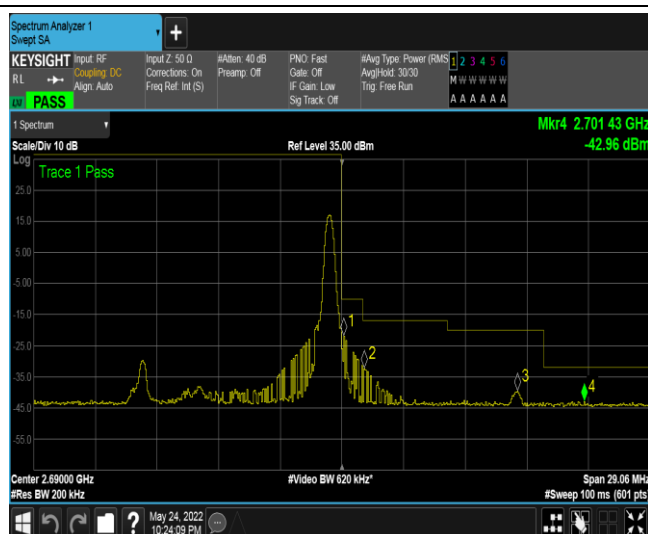 Spectrum Analyzer 1
Swept SA
+
KEYSIGHT Input: RF Input Z: 50 Ω #Atten: 40 dB PNO: Fast #Avg Type: Power (RMS 1 2 3 4 5 6
RL Coupling: DC Corrections: On Preamp: Off Gate: Off Avg|Hold: 30/30 M W W W W W
Align: Auto Freq Ref: Int (S) IF Gain: Low Trig: Free Run
Sig Track: Off A A A A A A
PASS
1 Spectrum Mkr4 2.701 43 GHz
Scale/Div 10 dB Ref Level 35.00 dBm -42.96 dBm
Log
Trace 1 Pass
25.0
15.0
5.00
-5.00
-15.0
1
-25.0
2
-35.0
3
4
-45.0
-55.0
Center 2.69000 GHz #Video BW 620 kHz* Span 29.06 MHz
#Res BW 200 kHz #Sweep 100 ms (601 pts)
? May 24, 2022
10:24:09 PM